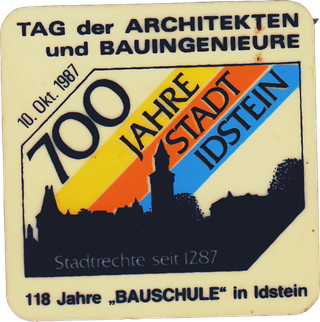 TAG der ARCHITEKTEN
und BAUINGENIEURE
10. Okt. 1987
700
JAHRE
STADT
IDSTEIN
Stadtrechte seit 1287
118 Jahre „BAUSCHULE" in Idstein